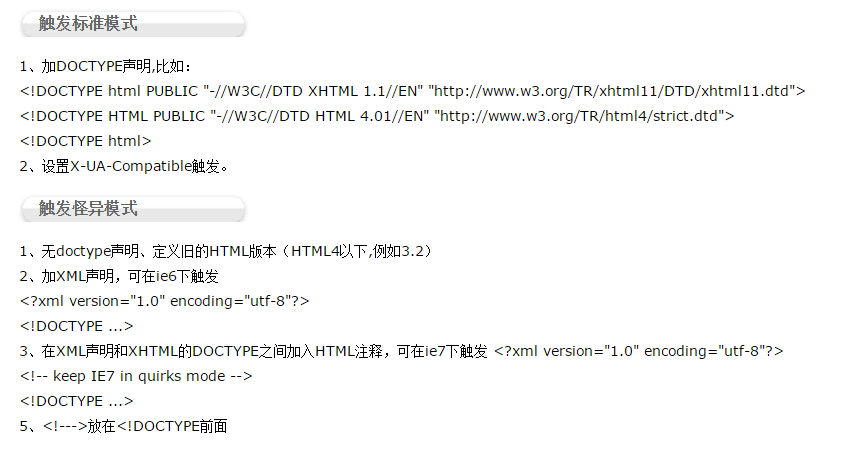 触发标准模式
1、加DOCTYPE声明,比如：
<!DOCTYPE html PUBLIC "-//W3C//DTD XHTML 1.1//EN" "http://www.w3.org/TR/xhtml11/DTD/xhtml11.dtd">
<!DOCTYPE HTML PUBLIC "-//W3C//DTD HTML 4.01//EN" "http://www.w3.org/TR/html4/strict.dtd">
<!DOCTYPE html>
2、设置X-UA-Compatible触发。
触发怪异模式
1、无doctype声明、定义旧的HTML版本（HTML4以下,例如3.2）
2、加XML声明，可在ie6下触发
<?xml version="1.0" encoding="utf-8"?>
<!DOCTYPE ...>
3、在XML声明和XHTML的DOCTYPE之间加入HTML注释，可在ie7下触发 <?xml version="1.0" encoding="utf-8"?>
<!-- keep IE7 in quirks mode -->
<!DOCTYPE ...>
5、<!--->放在<!DOCTYPE前面